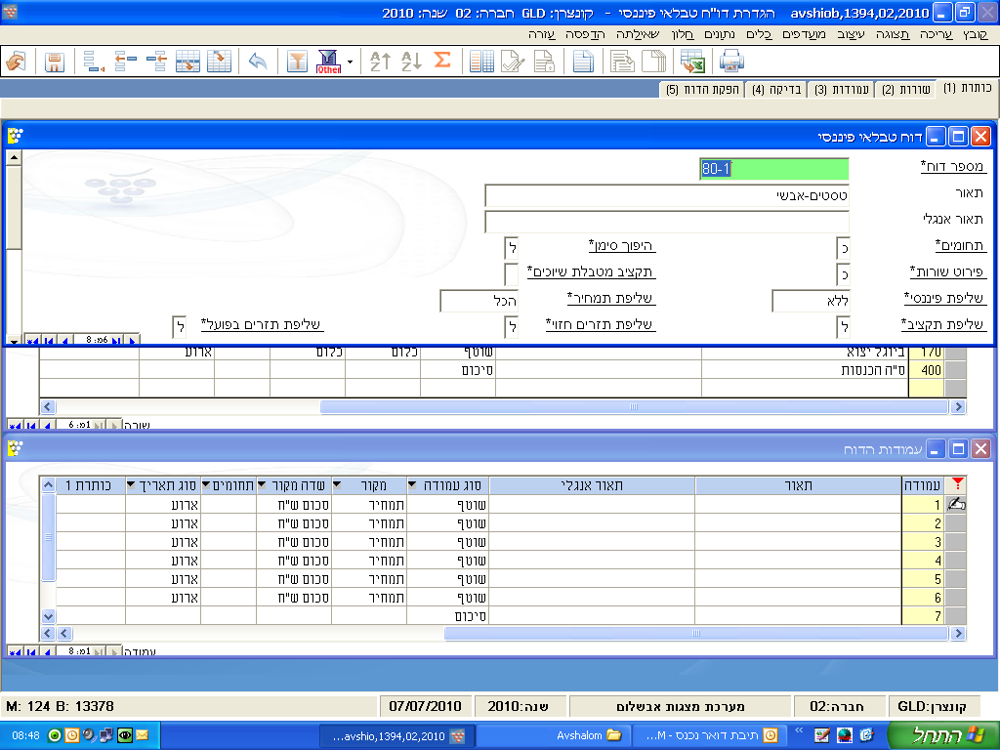 avshiob,1394,02,2010 הגדרת דו"ח טבלאי פיננסי - קונצרן: GLD חברה: 02 שנה: 2010
קובץ עריכה תצוגה עיצוב מועדפים כלים נתונים חלון שאילתה הדפסה עזרה
Other
כותרת (1) שורות (2) עמודות (3) בדיקה (4) הפקת הדוח (5)
דוח טבלאי פיננסי
מספר דוח* 80-1
תאור טסטים-אבשי
תאור אנגלי
תחומים* כ היפוך סימן* ל
פירוט שורות* כ תקציב מטבלת שיוכים*
שליפת פיננסי* ללא שליפת תמחיר* הכל
שליפת תקציב* ל שליפת תזרים חזוי* ל שליפת תזרים בפועל* ל
6מ: 8
170 ביוגל יצוא שוטף כלום כלום ארוע
400 ס"ה הכנסות סיכום
שורה 1מ: 6
עמודות הדוח
עמודה תאור תאור אנגלי סוג עמודה מקור שדה מקור תחומים סוג תאריך כותרת 1
1 שוטף תמחיר סכום ש"ח ארוע
2 שוטף תמחיר סכום ש"ח ארוע
3 שוטף תמחיר סכום ש"ח ארוע
4 שוטף תמחיר סכום ש"ח ארוע
5 שוטף תמחיר סכום ש"ח ארוע
6 שוטף תמחיר סכום ש"ח ארוע
7 סיכום
עמודה 1מ: 8
קונצרן:GLD חברה:02 מערכת מצגות אבשלום שנה:2010 07/07/2010 M: 124 B: 13378
התחל תיבת דואר נכנס - M... Avshalom avshio,1394,02,2010... 08:48